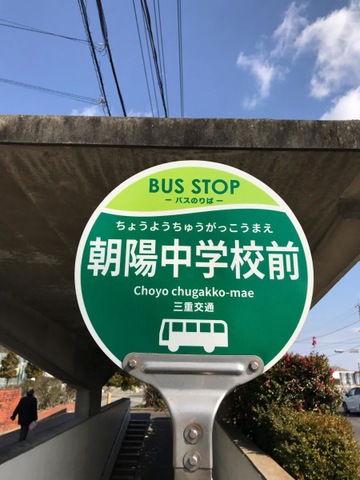 BUS STOP
ー バスのりば ー
ちょうようちゅうがっこうまえ
朝陽中学校前
Choyo chugakko-mae
三重交通